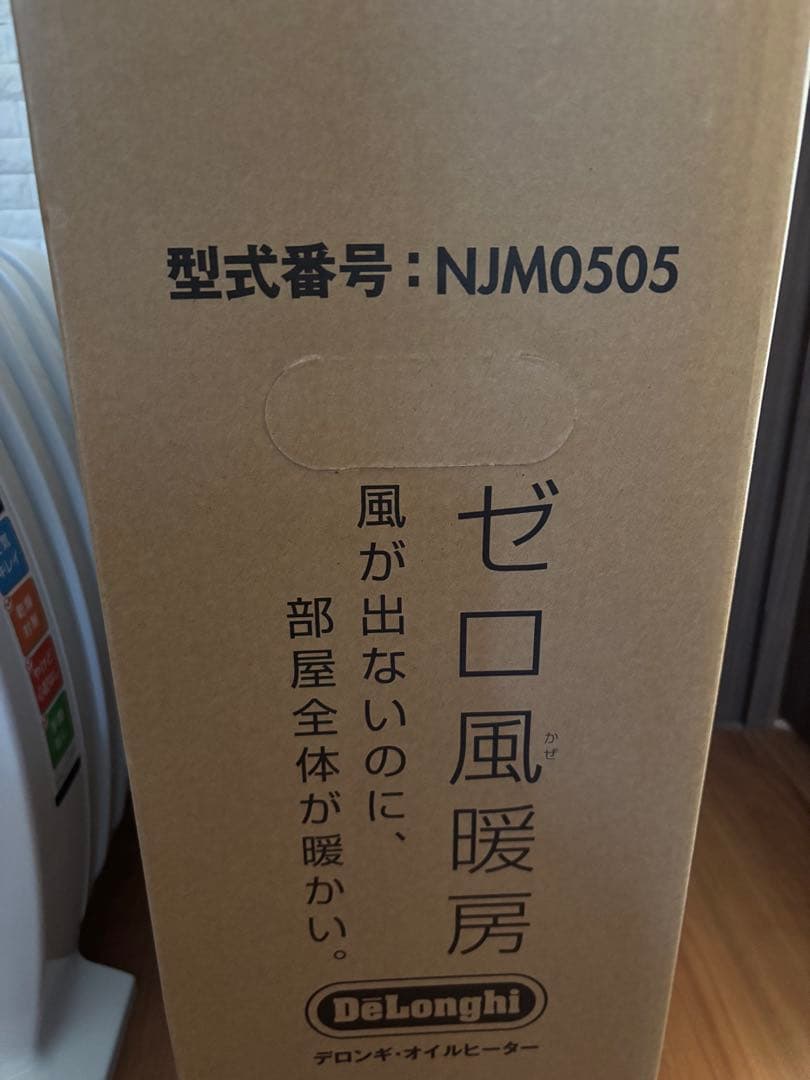 型式番号：NJM0505
ゼロ風暖房
かぜ
風が出ないのに、
部屋全体が暖かい。
DēLonghi
デロンギ・オイルヒーター